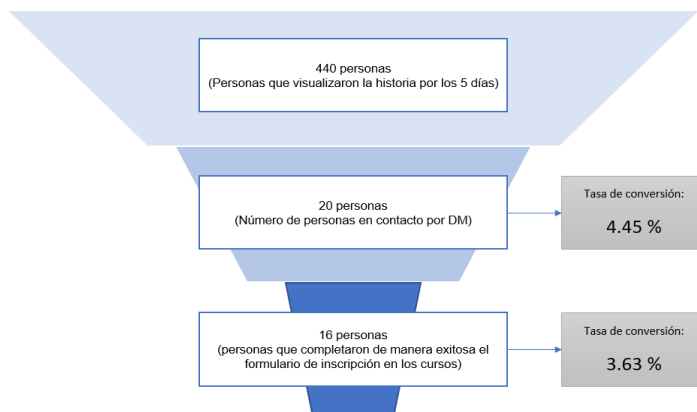 440 personas
(Personas que visualizaron la historia por los 5 días)
20 personas
(Número de personas en contacto por DM)
Tasa de conversión:
4.45 %
16 personas
(personas que completaron de manera exitosa el
formulario de inscripción en los cursos)
Tasa de conversión:
3.63 %